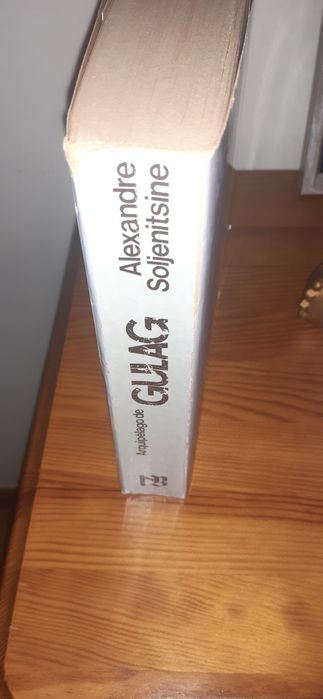 Alexandre
Soljenitsine
Arquipélago de
GULAG